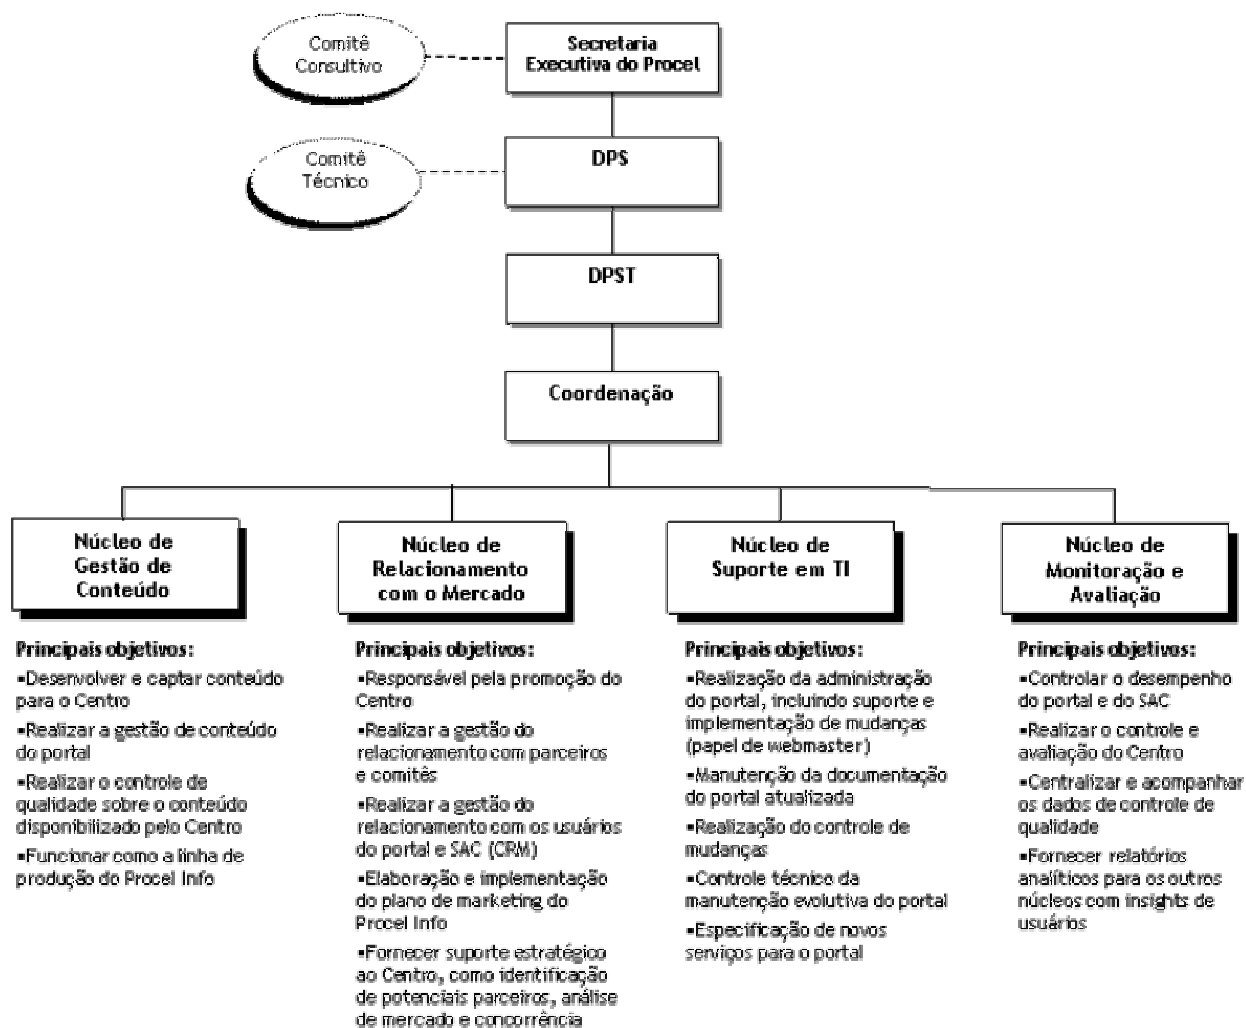 Comitê
Consultivo
Secretaria
Executiva do Procel
Comitê
Técnico
DPS
DPST
Coordenação
Núcleo de
Gestão de
Conteúdo
Principais objetivos:
▪Desenvolver e captar conteúdo
para o Centro
▪Realizar a gestão de conteúdo
do portal
▪Realizar o controle de
qualidade sobre o conteúdo
disponibilizado pelo Centro
▪Funcionar como a linha de
produção do Procel Info
Núcleo de
Relacionamento
com o Mercado
Principais objetivos:
▪Responsável pela promoção do
Centro
▪Realizar a gestão do
relacionamento com parceiros
e comitês
▪Realizar a gestão do
relacionamento com os usuários
do portal e SAC (CRM)
▪Elaboração e implementação
do plano de marketing do
Procel Info
▪Fornecer suporte estratégico
ao Centro, como identificação
de potenciais parceiros, análise
de mercado e concorrência
Núcleo de
Suporte em TI
Principais objetivos:
▪Realização da administração
do portal, incluindo suporte e
implementação de mudanças
(papel de webmaster)
▪Manutenção da documentação
do portal atualizada
▪Realização do controle de
mudanças
▪Controle técnico da
manutenção evolutiva do portal
▪Especificação de novos
serviços para o portal
Núcleo de
Monitoração e
Avaliação
Principais objetivos:
▪Controlar o desempenho
do portal e do SAC
▪Realizar o controle e
avaliação do Centro
▪Centralizar e acompanhar
os dados de controle de
qualidade
▪Fornecer relatórios
analíticos para os outros
núcleos com insights de
usuários